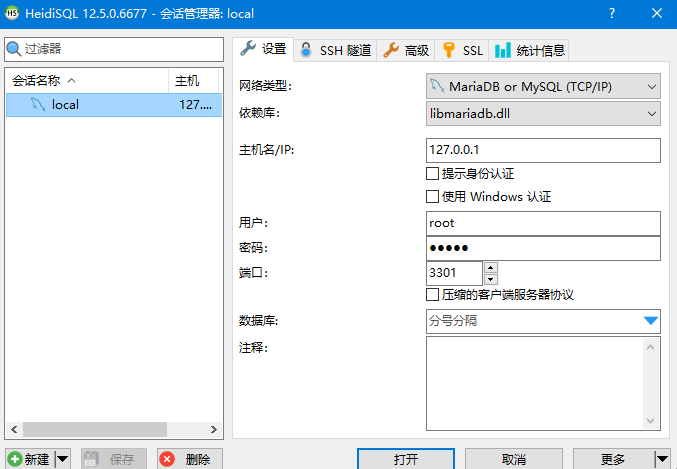 HeidiSQL 12.5.0.6677 - 会话管理器: local
过滤器
会话名称 主机
local 127....
设置 SSH 隧道 高级 SSL 统计信息
网络类型: MariaDB or MySQL (TCP/IP)
依赖库: libmariadb.dll
主机名/IP: 127.0.0.1
提示身份认证
使用 Windows 认证
用户: root
密码: ●●●●●
端口: 3301
压缩的客户端服务器协议
数据库: 分号分隔
注释:
新建 保存 删除 打开 取消 更多